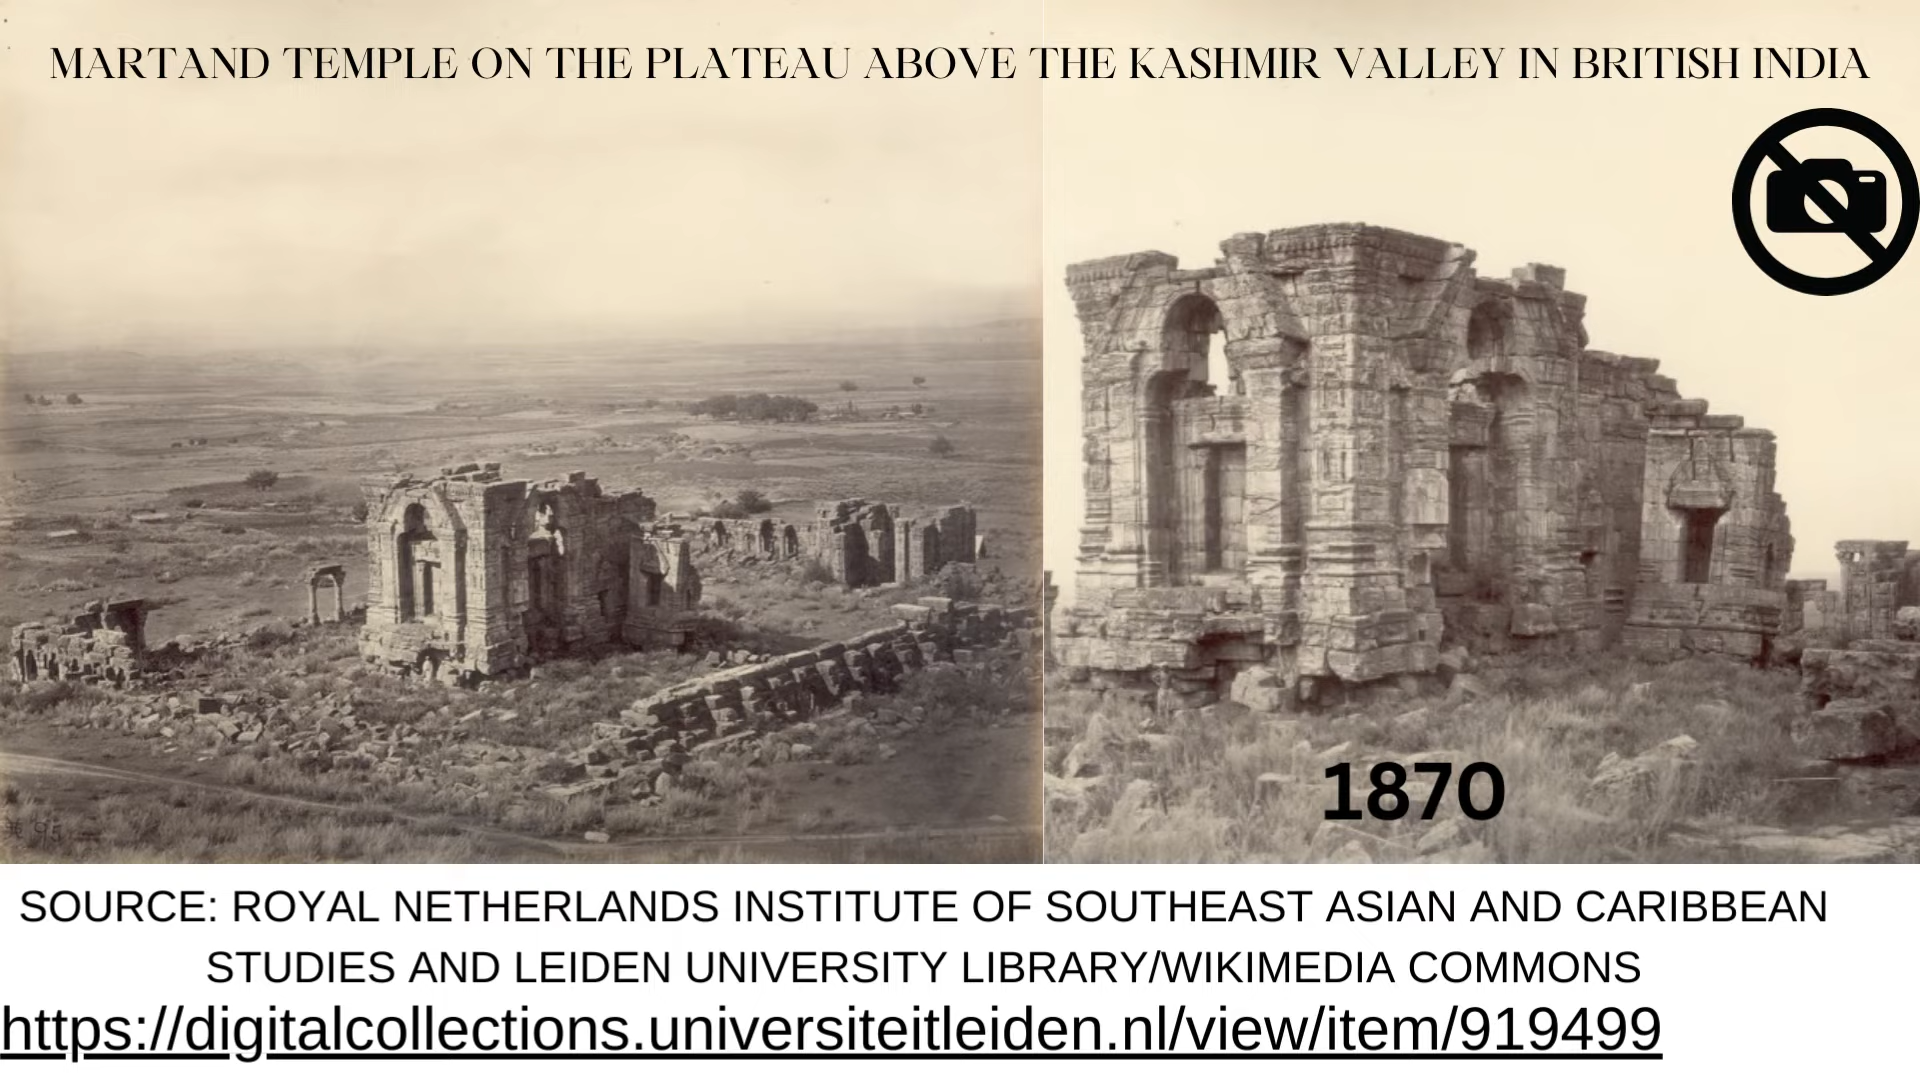 MARTAND TEMPLE ON THE PLATEAU ABOVE THE KASHMIR VALLEY IN BRITISH INDIA
1870
SOURCE: ROYAL NETHERLANDS INSTITUTE OF SOUTHEAST ASIAN AND CARIBBEAN
STUDIES AND LEIDEN UNIVERSITY LIBRARY/WIKIMEDIA COMMONS
https://digitalcollections.universiteitleiden.nl/view/item/919499